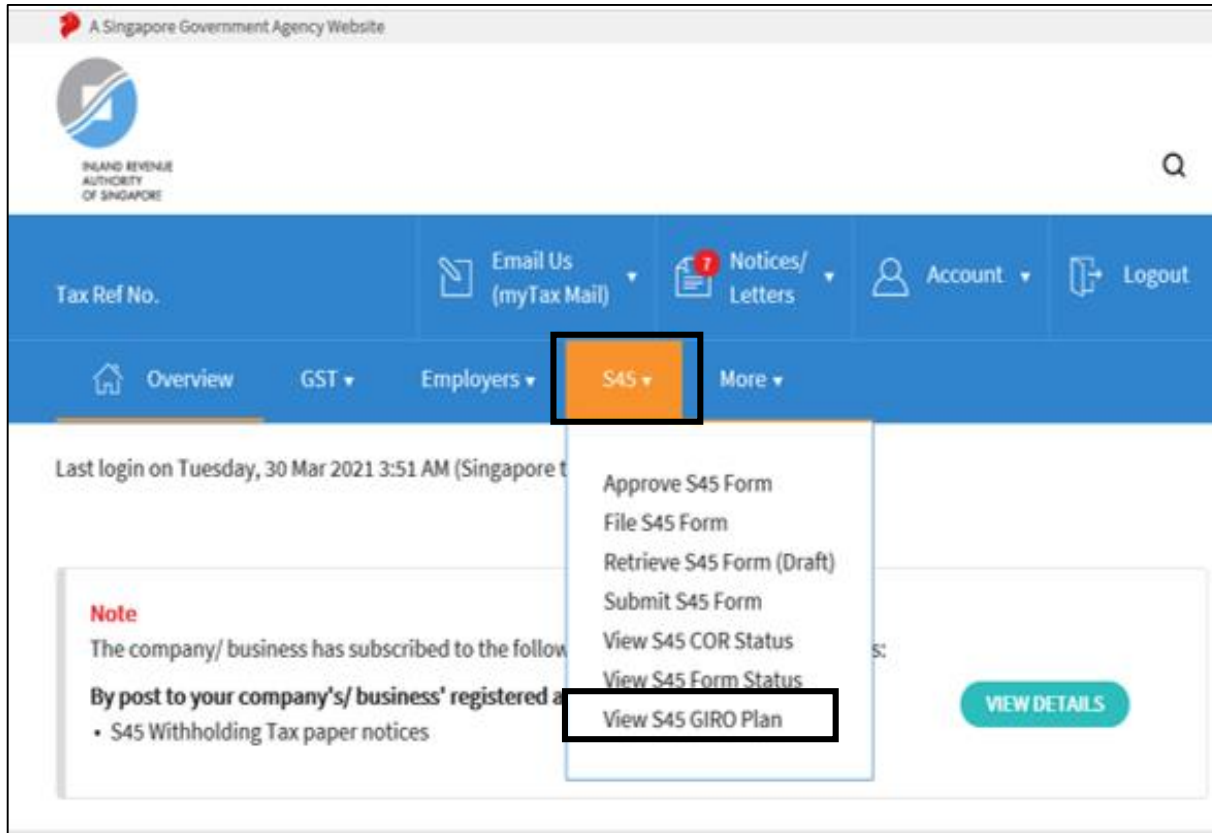 A Singapore Government Agency Website
INLAND REVENUE
AUTHORITY
OF SINGAPORE
Tax Ref No.
Email Us
(myTax Mail)
7
Notices/
Letters
Account
Logout
Overview
GST
Employers
S45
More
Last login on Tuesday, 30 Mar 2021 3:51 AM (Singapore t
Approve S45 Form
File S45 Form
Retrieve S45 Form (Draft)
Submit S45 Form
View S45 COR Status
View S45 Form Status
View S45 GIRO Plan
Note
The company/ business has subscribed to the follow s:
By post to your company's/ business' registered a
• S45 Withholding Tax paper notices
VIEW DETAILS